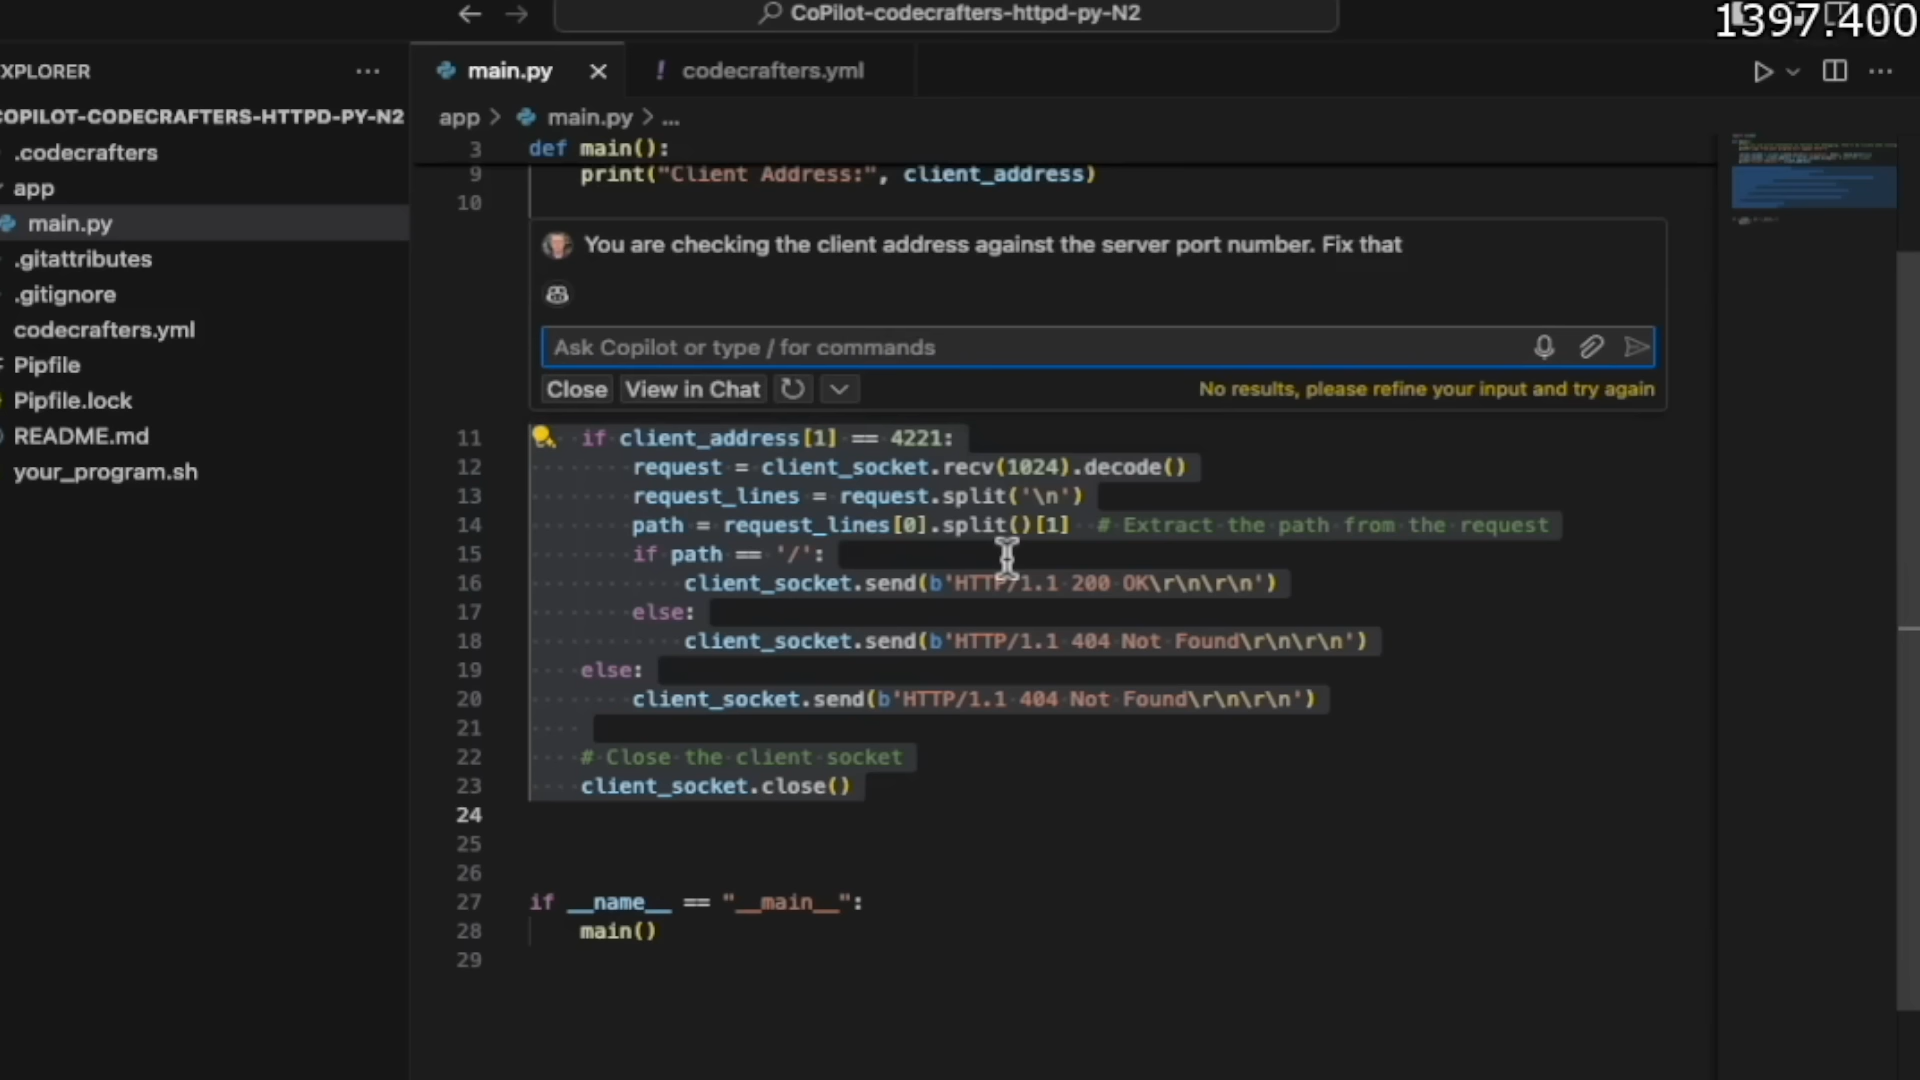 CoPilot-codecrafters-httpd-py-N2
1397.400
XPLORER
main.py
! codecrafters.yml
OPILOT-CODECRAFTERS-HTTPD-PY-N2
.codecrafters
app
main.py
.gitattributes
.gitignore
codecrafters.yml
Pipfile
Pipfile.lock
README.md
your_program.sh
app > main.py > ...
3 def main():
9 print("Client Address:", client_address)
10
You are checking the client address against the server port number. Fix that
Ask Copilot or type / for commands
Close View in Chat No results, please refine your input and try again
11 if client_address[1] == 4221:
12 request = client_socket.recv(1024).decode()
13 request_lines = request.split('\n')
14 path = request_lines[0].split()[1] # Extract the path from the request
15 if path == '/':
16 client_socket.send(b'HTTP/1.1 200 OK\r\n\r\n')
17 else:
18 client_socket.send(b'HTTP/1.1 404 Not Found\r\n\r\n')
19 else:
20 client_socket.send(b'HTTP/1.1 404 Not Found\r\n\r\n')
21
22 # Close the client socket
23 client_socket.close()
24
25
26
27 if __name__ == "__main__":
28 main()
29